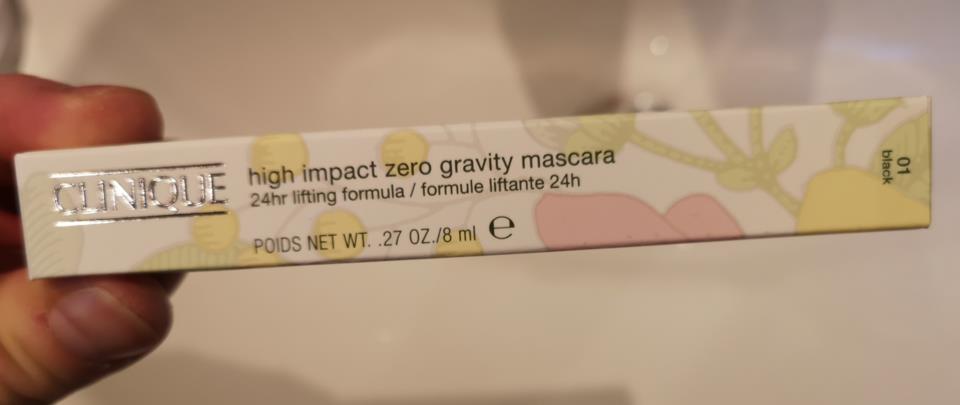 CLINIQUE
high impact zero gravity mascara
24hr lifting formula / formule liftante 24h
POIDS NET WT. .27 OZ./8 ml ℮
01
black